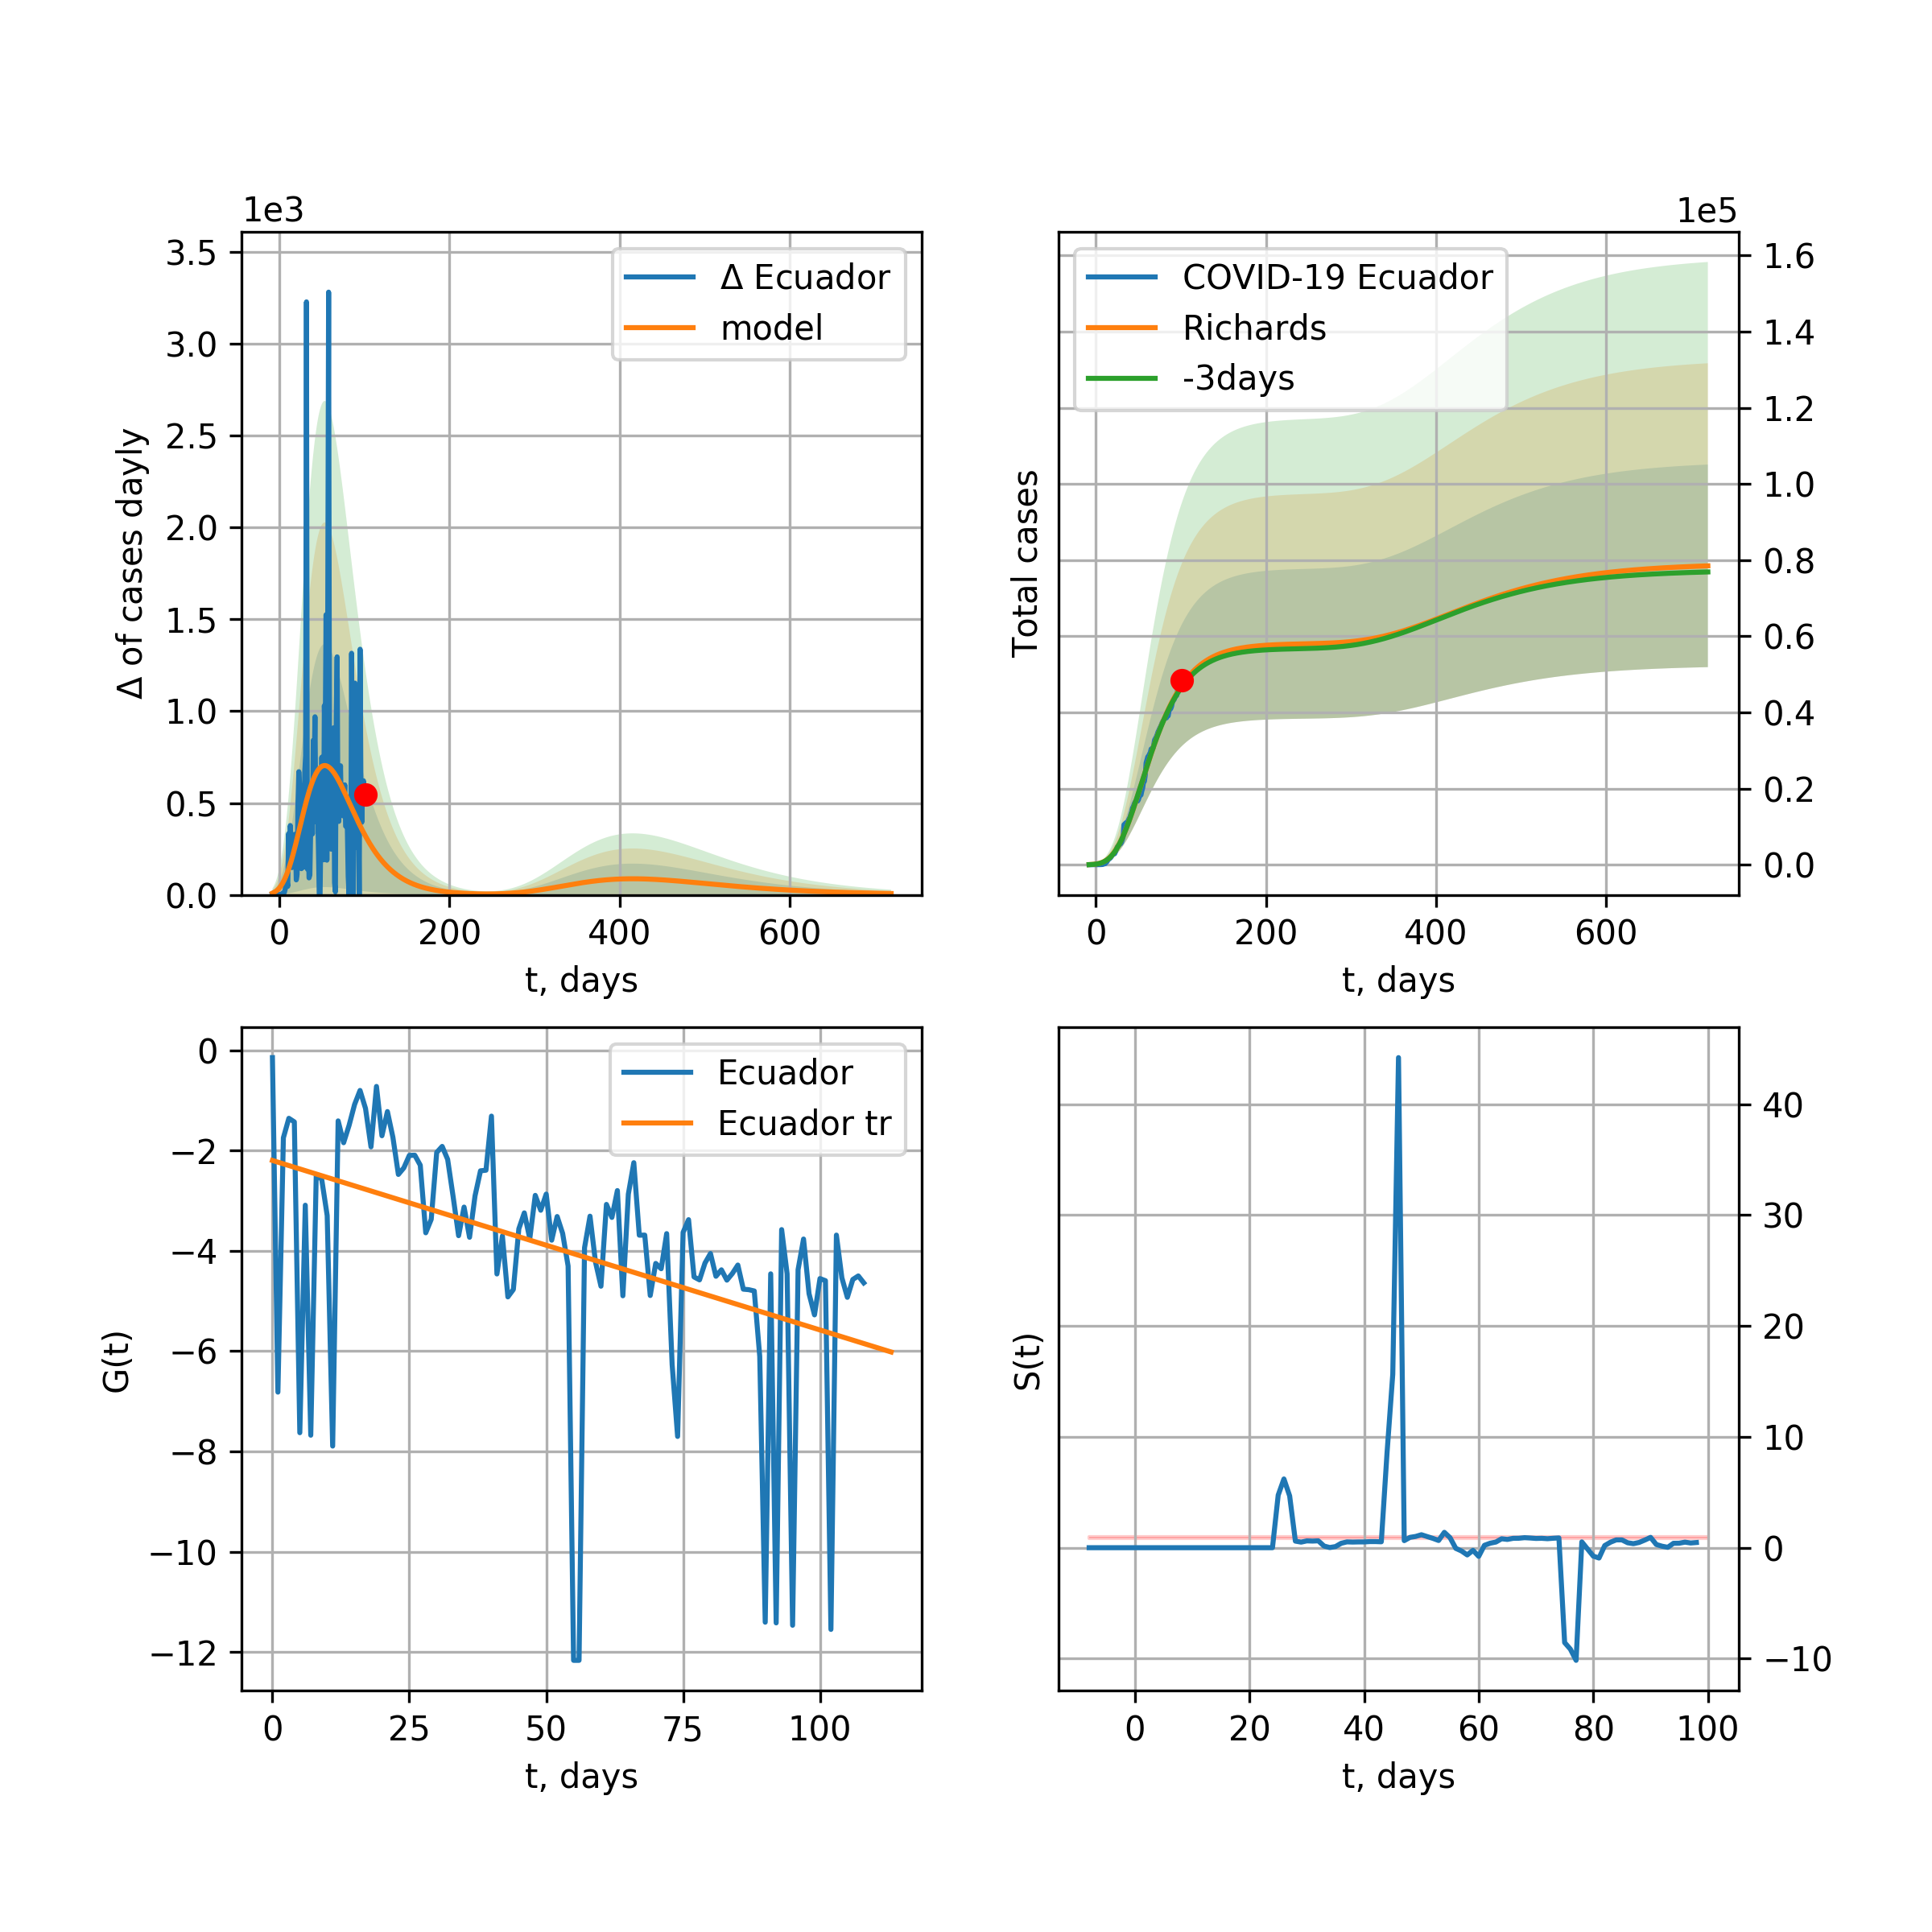 1e3
3.5
3.0
2.5
2.0
1.5
1.0
0.5
0.0
Δ of cases dayly
Δ Ecuador
model
0 200 400 600
t, days
1e5
COVID-19 Ecuador
Richards
-3days
Total cases
1.6
1.4
1.2
1.0
0.8
0.6
0.4
0.2
0.0
0 200 400 600
t, days
0
−2
−4
−6
−8
−10
−12
G(t)
Ecuador
Ecuador tr
0 25 50 75 100
t, days
S(t)
40
30
20
10
0
−10
0 20 40 60 80 100
t, days